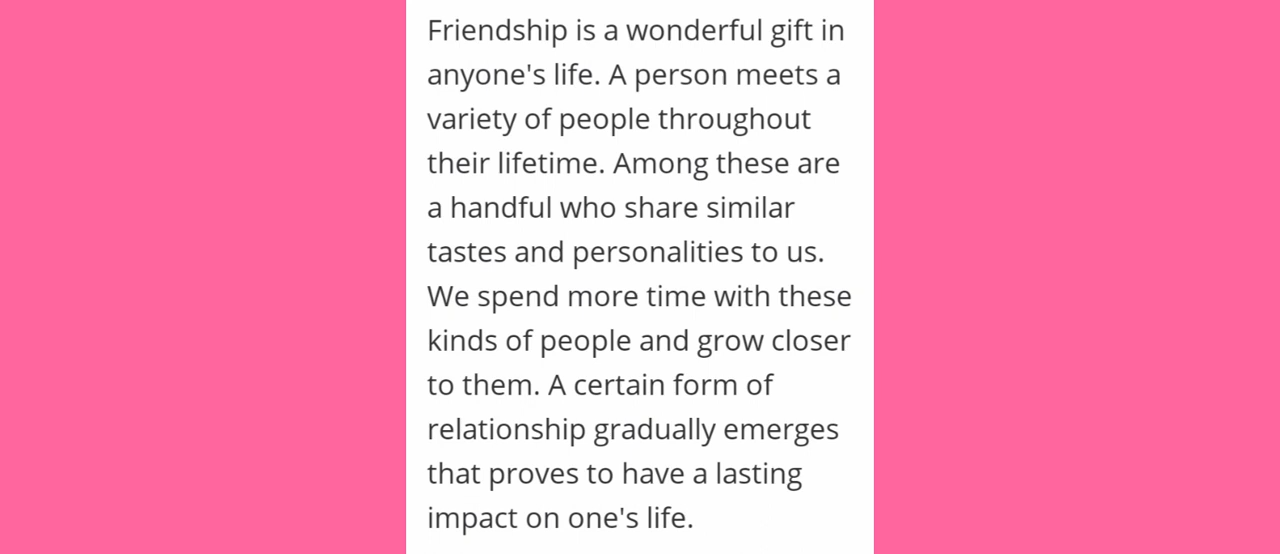 Friendship is a wonderful gift in
anyone's life. A person meets a
variety of people throughout
their lifetime. Among these are
a handful who share similar
tastes and personalities to us.
We spend more time with these
kinds of people and grow closer
to them. A certain form of
relationship gradually emerges
that proves to have a lasting
impact on one's life.